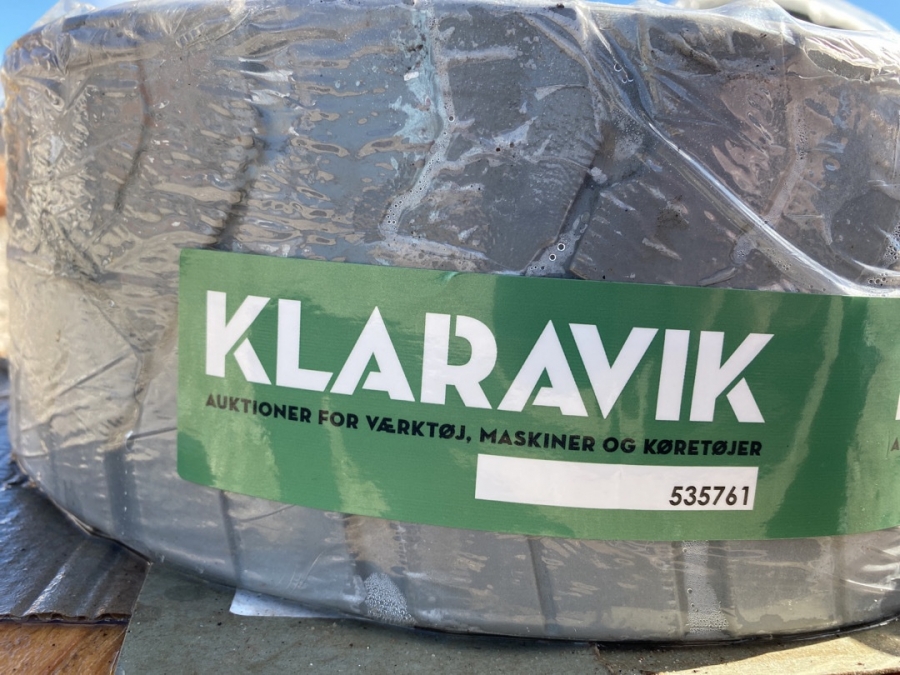 KLARAVIK
AUKTIONER FOR VÆRKTØJ, MASKINER OG KØRETØJER
535761